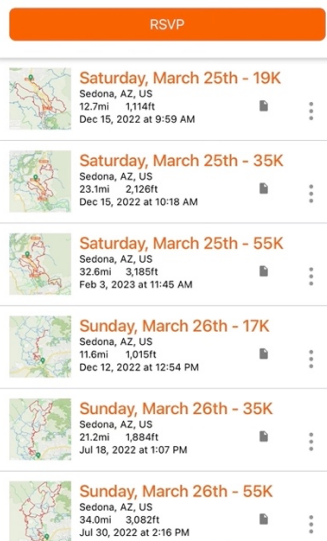 RSVP
Saturday, March 25th - 19K
Sedona, AZ, US
12.7mi 1,114ft
Dec 15, 2022 at 9:59 AM
Saturday, March 25th - 35K
Sedona, AZ, US
23.1mi 2,126ft
Dec 15, 2022 at 10:18 AM
Saturday, March 25th - 55K
Sedona, AZ, US
32.6mi 3,185ft
Feb 3, 2023 at 11:45 AM
Sunday, March 26th - 17K
Sedona, AZ, US
11.6mi 1,015ft
Dec 12, 2022 at 12:54 PM
Sunday, March 26th - 35K
Sedona, AZ, US
21.2mi 1,884ft
Jul 18, 2022 at 1:07 PM
Sunday, March 26th - 55K
Sedona, AZ, US
34.0mi 3,082ft
Jul 30, 2022 at 2:16 PM